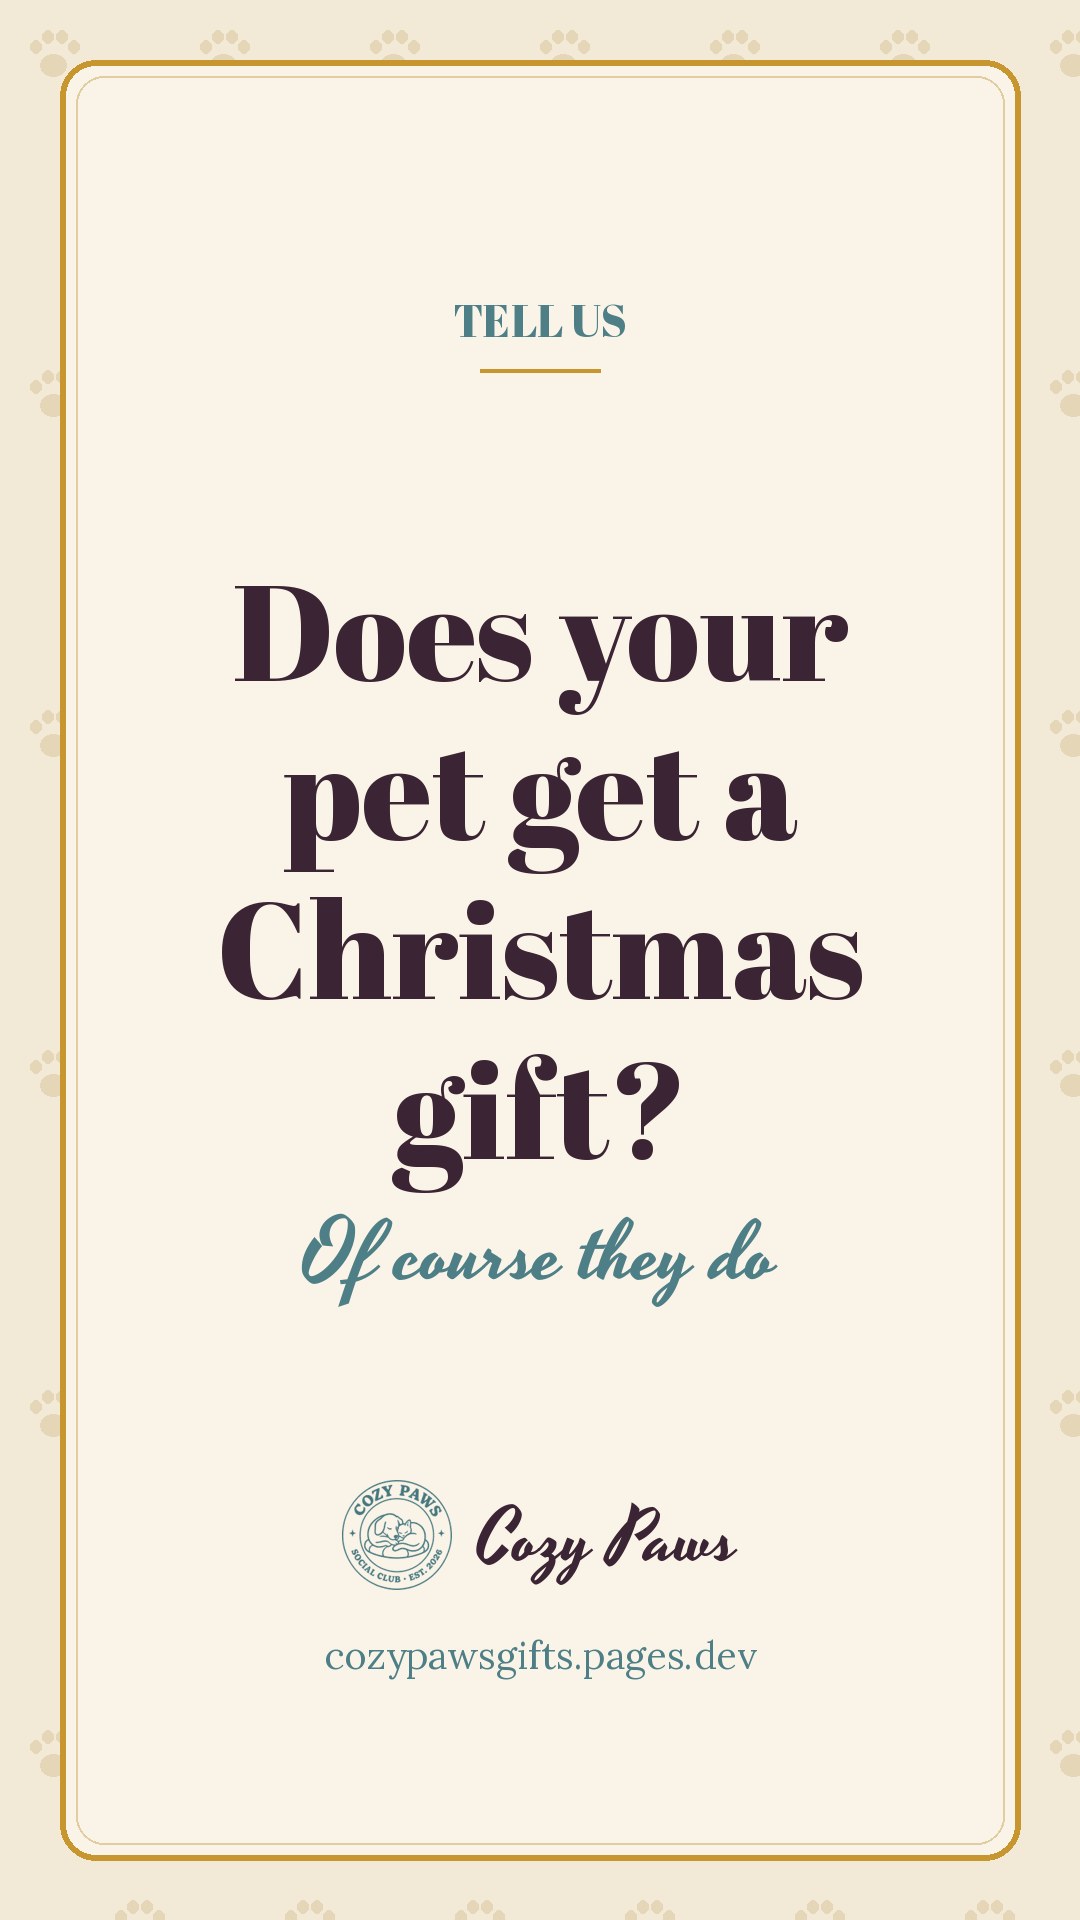 TELL US
Does your
pet get a
Christmas
gift?
Of course they do
COZY PAWS
SOCIAL CLUB · EST. 2026
Cozy Paws
cozypawsgifts.pages.dev